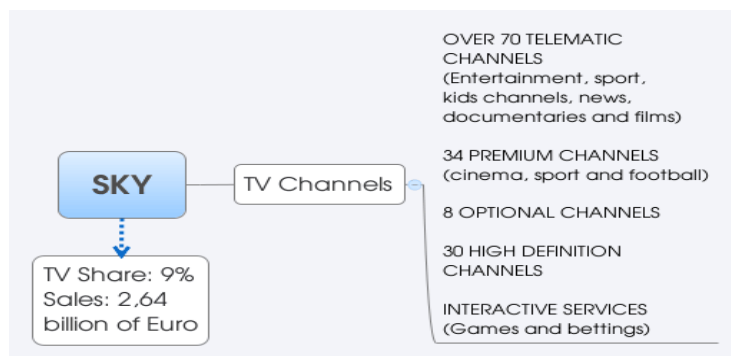 OVER 70 TELEMATIC
CHANNELS
(Entertainment, sport,
kids channels, news,
documentaries and films)
34 PREMIUM CHANNELS
(cinema, sport and football)
8 OPTIONAL CHANNELS
30 HIGH DEFINITION
CHANNELS
INTERACTIVE SERVICES
(Games and bettings)
SKY
TV Channels
TV Share: 9%
Sales: 2,64
billion of Euro